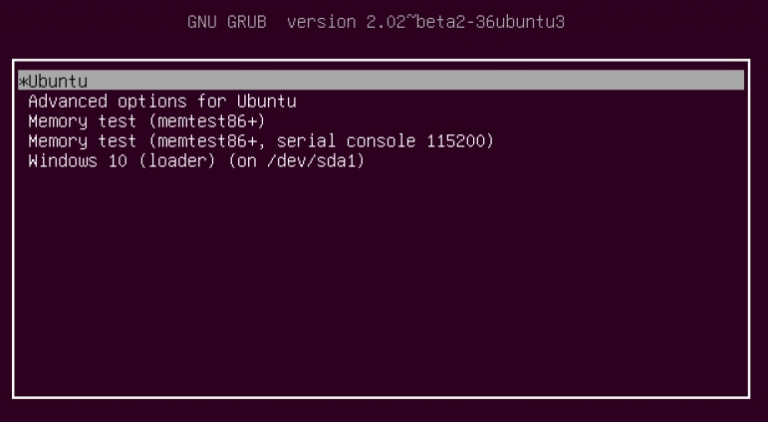 GNU GRUB  version 2.02~beta2-36ubuntu3
*Ubuntu
Advanced options for Ubuntu
Memory test (memtest86+)
Memory test (memtest86+, serial console 115200)
Windows 10 (loader) (on /dev/sda1)